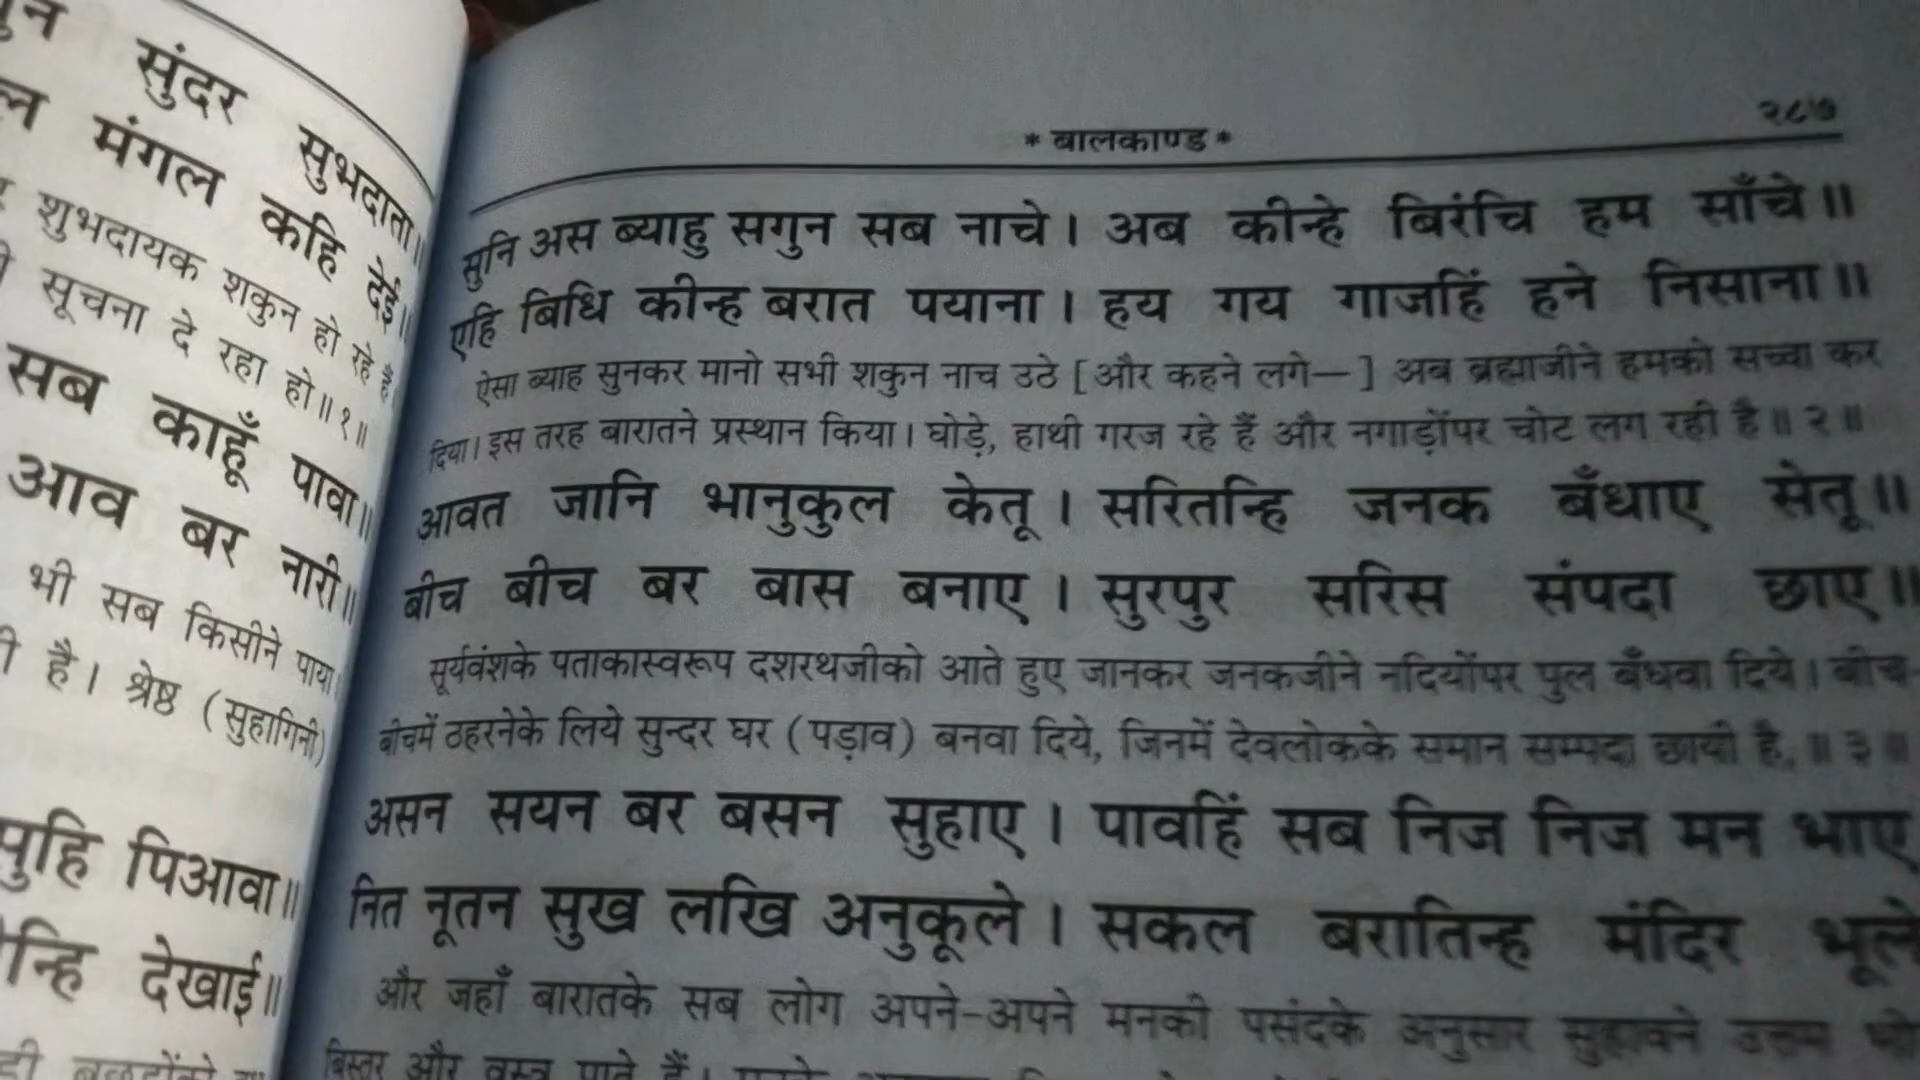 सुंदर सुभदाता॥
मंगल कहि देई॥
शुभदायक शकुन हो रहे हैं
सूचना दे रहा हो॥१॥
सब काहूँ पावा॥
आव बर नारी॥
भी सब किसीने पाया
है। श्रेष्ठ (सुहागिनी)
पिआवा॥
देखाई॥
* बालकाण्ड *
२८७
सुनि अस ब्याहु सगुन सब नाचे। अब कीन्हे बिरंचि हम साँचे॥
एहि बिधि कीन्ह बरात पयाना। हय गय गाजहिं हने निसाना॥
ऐसा ब्याह सुनकर मानो सभी शकुन नाच उठे [और कहने लगे—] अब ब्रह्माजीने हमको सच्चा कर
दिया। इस तरह बारातने प्रस्थान किया। घोड़े, हाथी गरज रहे हैं और नगाड़ोंपर चोट लग रही है॥२॥
आवत जानि भानुकुल केतू। सरितन्हि जनक बँधाए सेतू॥
बीच बीच बर बास बनाए। सुरपुर सरिस संपदा छाए॥
सूर्यवंशके पताकास्वरूप दशरथजीको आते हुए जानकर जनकजीने नदियोंपर पुल बँधवा दिये। बीच-
बीचमें ठहरनेके लिये सुन्दर घर (पड़ाव) बनवा दिये, जिनमें देवलोकके समान सम्पदा छायी है,॥३॥
असन सयन बर बसन सुहाए। पावहिं सब निज निज मन भाए
नित नूतन सुख लखि अनुकूले। सकल बरातिन्ह मंदिर भूले
और जहाँ बारातके सब लोग अपने-अपने मनकी पसंदके अनुसार सुहावने उत्तम
बिस्तर और वस्त्र पाते हैं।